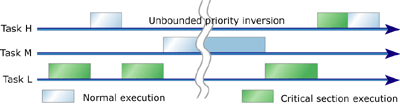 Unbounded priority inversion
Task H
Task M
Task L
Normal execution
Critical section execution